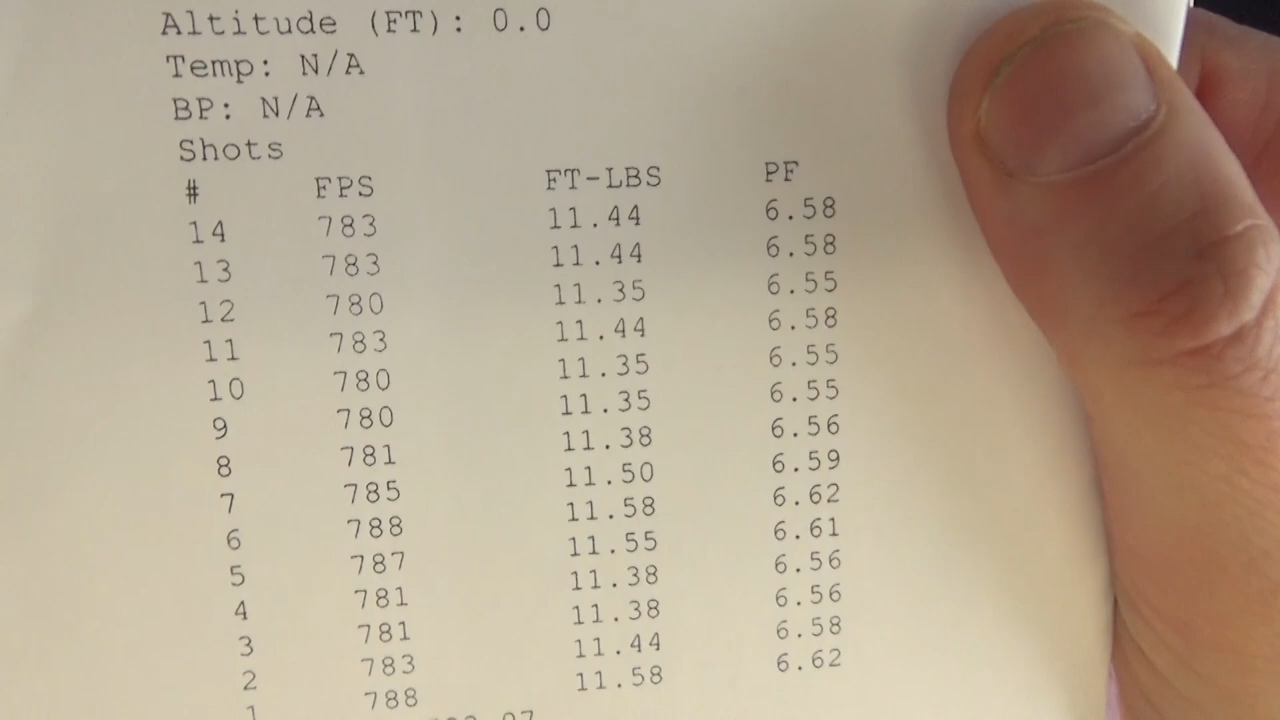 Altitude (FT): 0.0
Temp: N/A
BP: N/A
Shots
# FPS FT-LBS PF
14 783 11.44 6.58
13 783 11.44 6.58
12 780 11.35 6.55
11 783 11.44 6.58
10 780 11.35 6.55
9 780 11.35 6.55
8 781 11.38 6.56
7 785 11.50 6.59
6 788 11.58 6.62
5 787 11.55 6.61
4 781 11.38 6.56
3 781 11.38 6.56
2 783 11.44 6.58
1 788 11.58 6.62